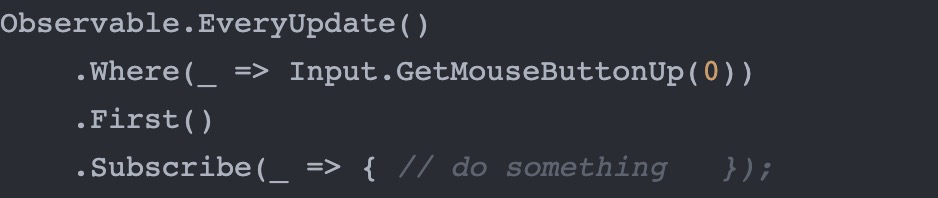 Observable.EveryUpdate()
.Where(_ => Input.GetMouseButtonUp(0))
.First()
.Subscribe(_ => { // do something   });